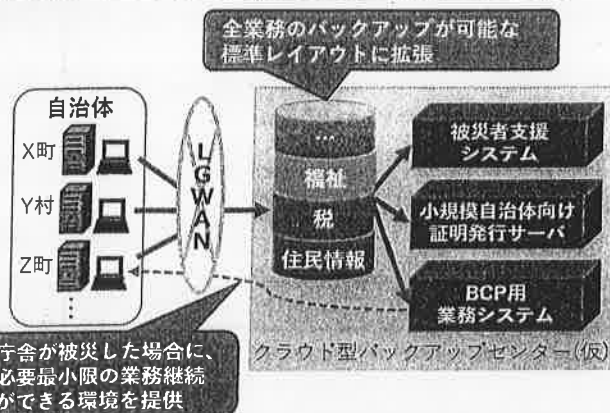 全業務のバックアップが可能な
標準レイアウトに拡張
自治体
X町
Y村
Z町
LGWAN
…
福祉
税
住民情報
被災者支援
システム
小規模自治体向け
証明発行サーバ
BCP用
業務システム
クラウド型バックアップセンター(仮)
庁舎が被災した場合に、
必要最小限の業務継続
ができる環境を提供